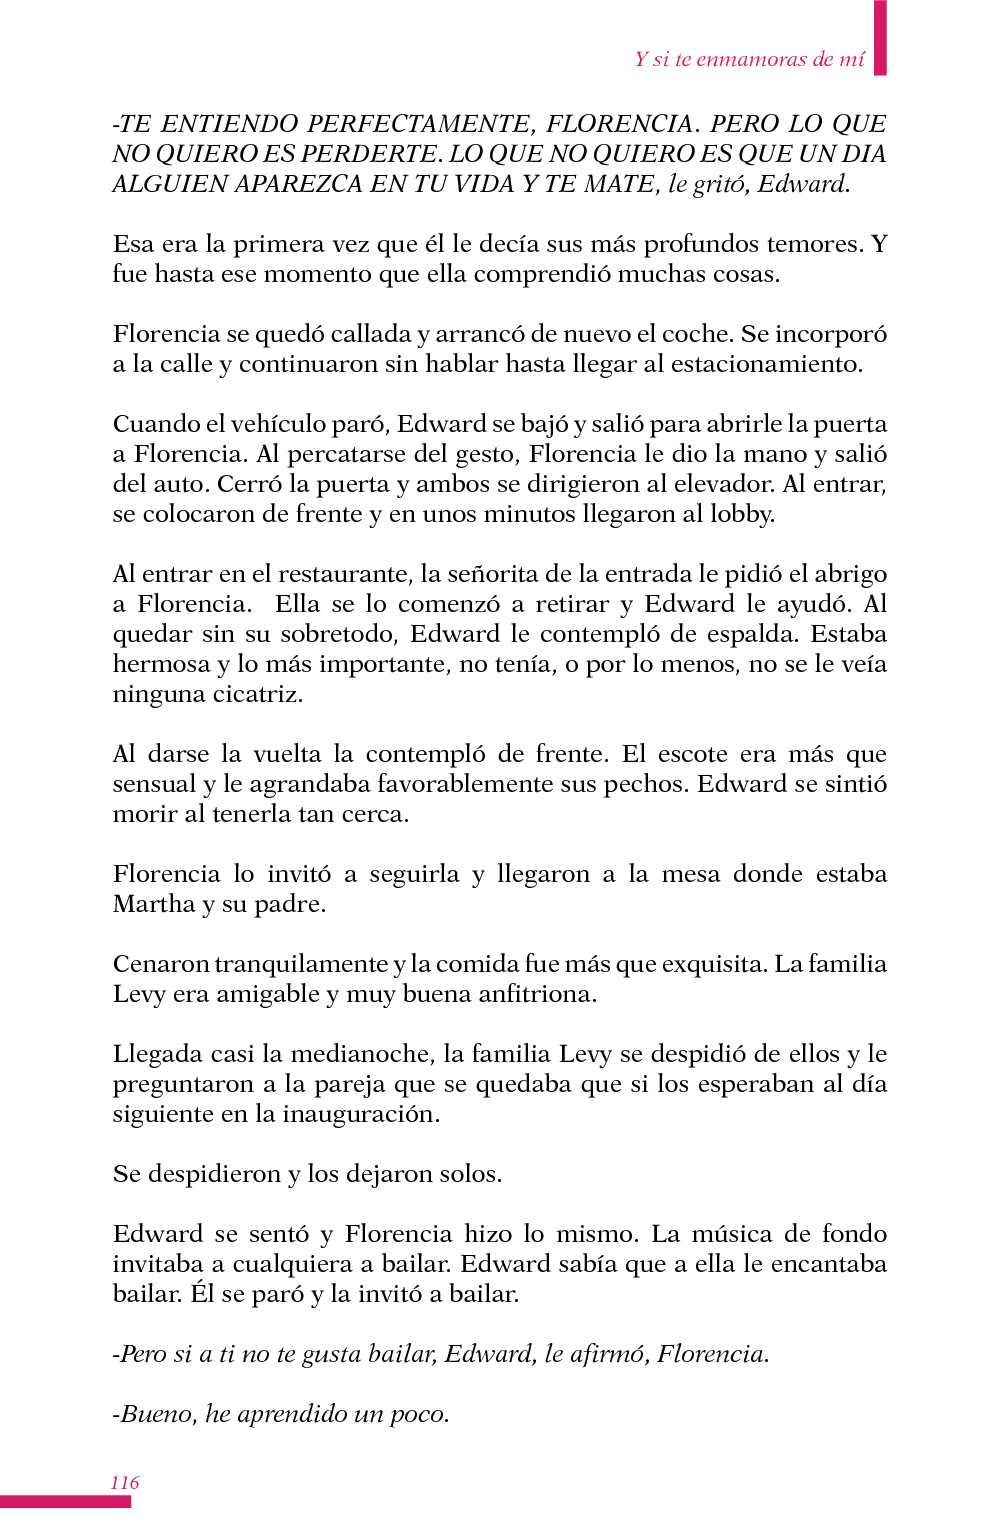 Y si te enmamoras de mí
-TE ENTIENDO PERFECTAMENTE, FLORENCIA. PERO LO QUE
NO QUIERO ES PERDERTE. LO QUE NO QUIERO ES QUE UN DIA
ALGUIEN APAREZCA EN TU VIDA Y TE MATE, le gritó, Edward.
Esa era la primera vez que él le decía sus más profundos temores. Y
fue hasta ese momento que ella comprendió muchas cosas.
Florencia se quedó callada y arrancó de nuevo el coche. Se incorporó
a la calle y continuaron sin hablar hasta llegar al estacionamiento.
Cuando el vehículo paró, Edward se bajó y salió para abrirle la puerta
a Florencia. Al percatarse del gesto, Florencia le dio la mano y salió
del auto. Cerró la puerta y ambos se dirigieron al elevador. Al entrar,
se colocaron de frente y en unos minutos llegaron al lobby.
Al entrar en el restaurante, la señorita de la entrada le pidió el abrigo
a Florencia.  Ella se lo comenzó a retirar y Edward le ayudó. Al
quedar sin su sobretodo, Edward le contempló de espalda. Estaba
hermosa y lo más importante, no tenía, o por lo menos, no se le veía
ninguna cicatriz.
Al darse la vuelta la contempló de frente. El escote era más que
sensual y le agrandaba favorablemente sus pechos. Edward se sintió
morir al tenerla tan cerca.
Florencia lo invitó a seguirla y llegaron a la mesa donde estaba
Martha y su padre.
Cenaron tranquilamente y la comida fue más que exquisita. La familia
Levy era amigable y muy buena anfitriona.
Llegada casi la medianoche, la familia Levy se despidió de ellos y le
preguntaron a la pareja que se quedaba que si los esperaban al día
siguiente en la inauguración.
Se despidieron y los dejaron solos.
Edward se sentó y Florencia hizo lo mismo. La música de fondo
invitaba a cualquiera a bailar. Edward sabía que a ella le encantaba
bailar. Él se paró y la invitó a bailar.
-Pero si a ti no te gusta bailar, Edward, le afirmó, Florencia.
-Bueno, he aprendido un poco.
116